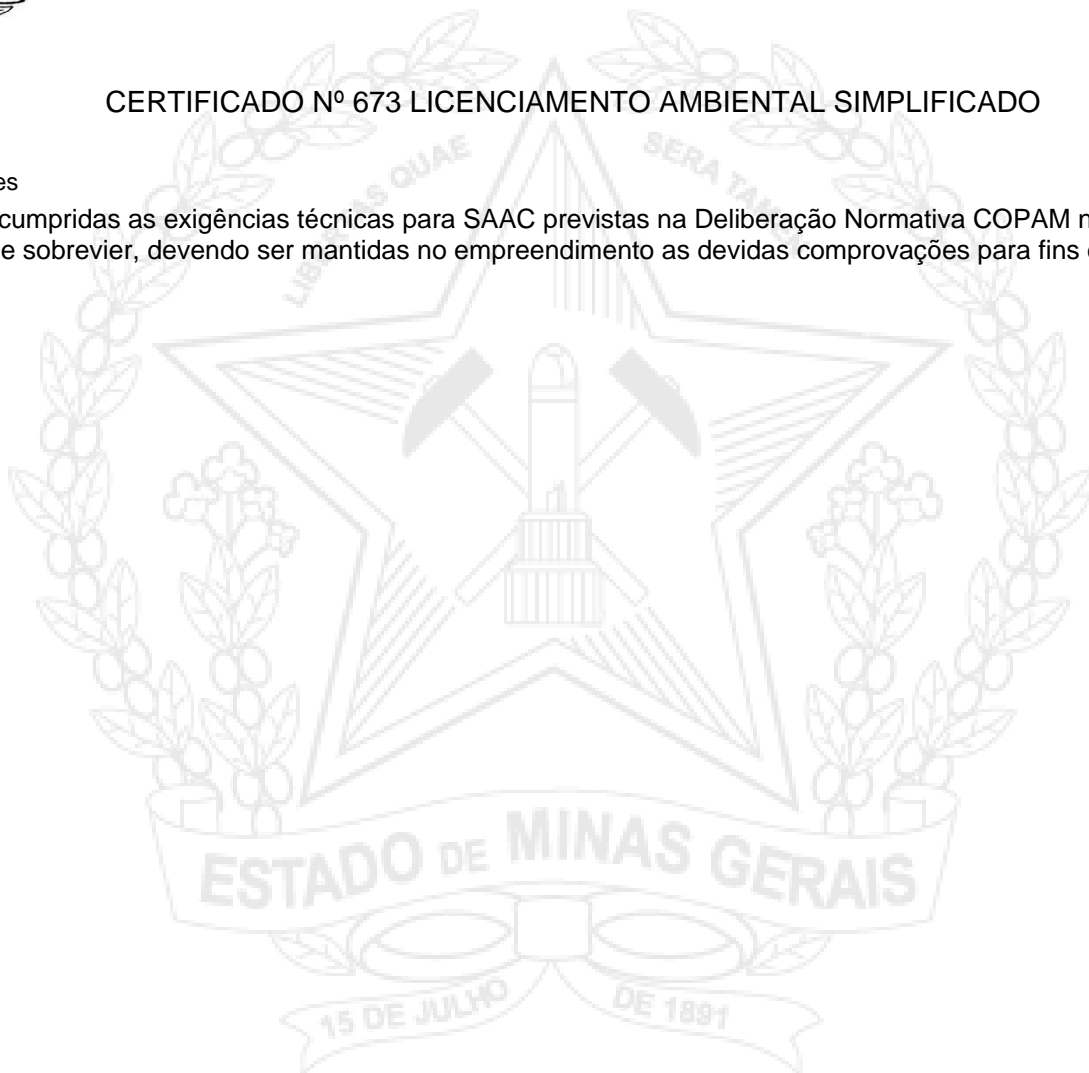 CERTIFICADO Nº 673 LICENCIAMENTO AMBIENTAL SIMPLIFICADO
es
cumpridas as exigências técnicas para SAAC previstas na Deliberação Normativa COPAM n
e sobrevier, devendo ser mantidas no empreendimento as devidas comprovações para fins
LIBERTAS QUAE SERA TAMEN
ESTADO DE MINAS GERAIS
15 DE JULHO DE 1891